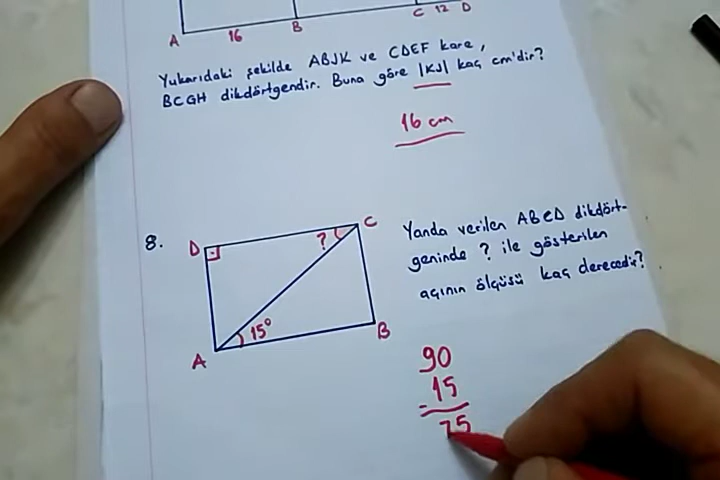 A 16 B C 12 D
Yukarıdaki şekilde ABJK ve CDEF kare,
BCGH dikdörtgendir. Buna göre |KJ| kaç cm'dir?
16 cm
8.
D
?
C
15°
A
B
Yanda verilen ABCD dikdört-
geninde ? ile gösterilen
açının ölçüsü kaç derecedir?
90
- 15
75